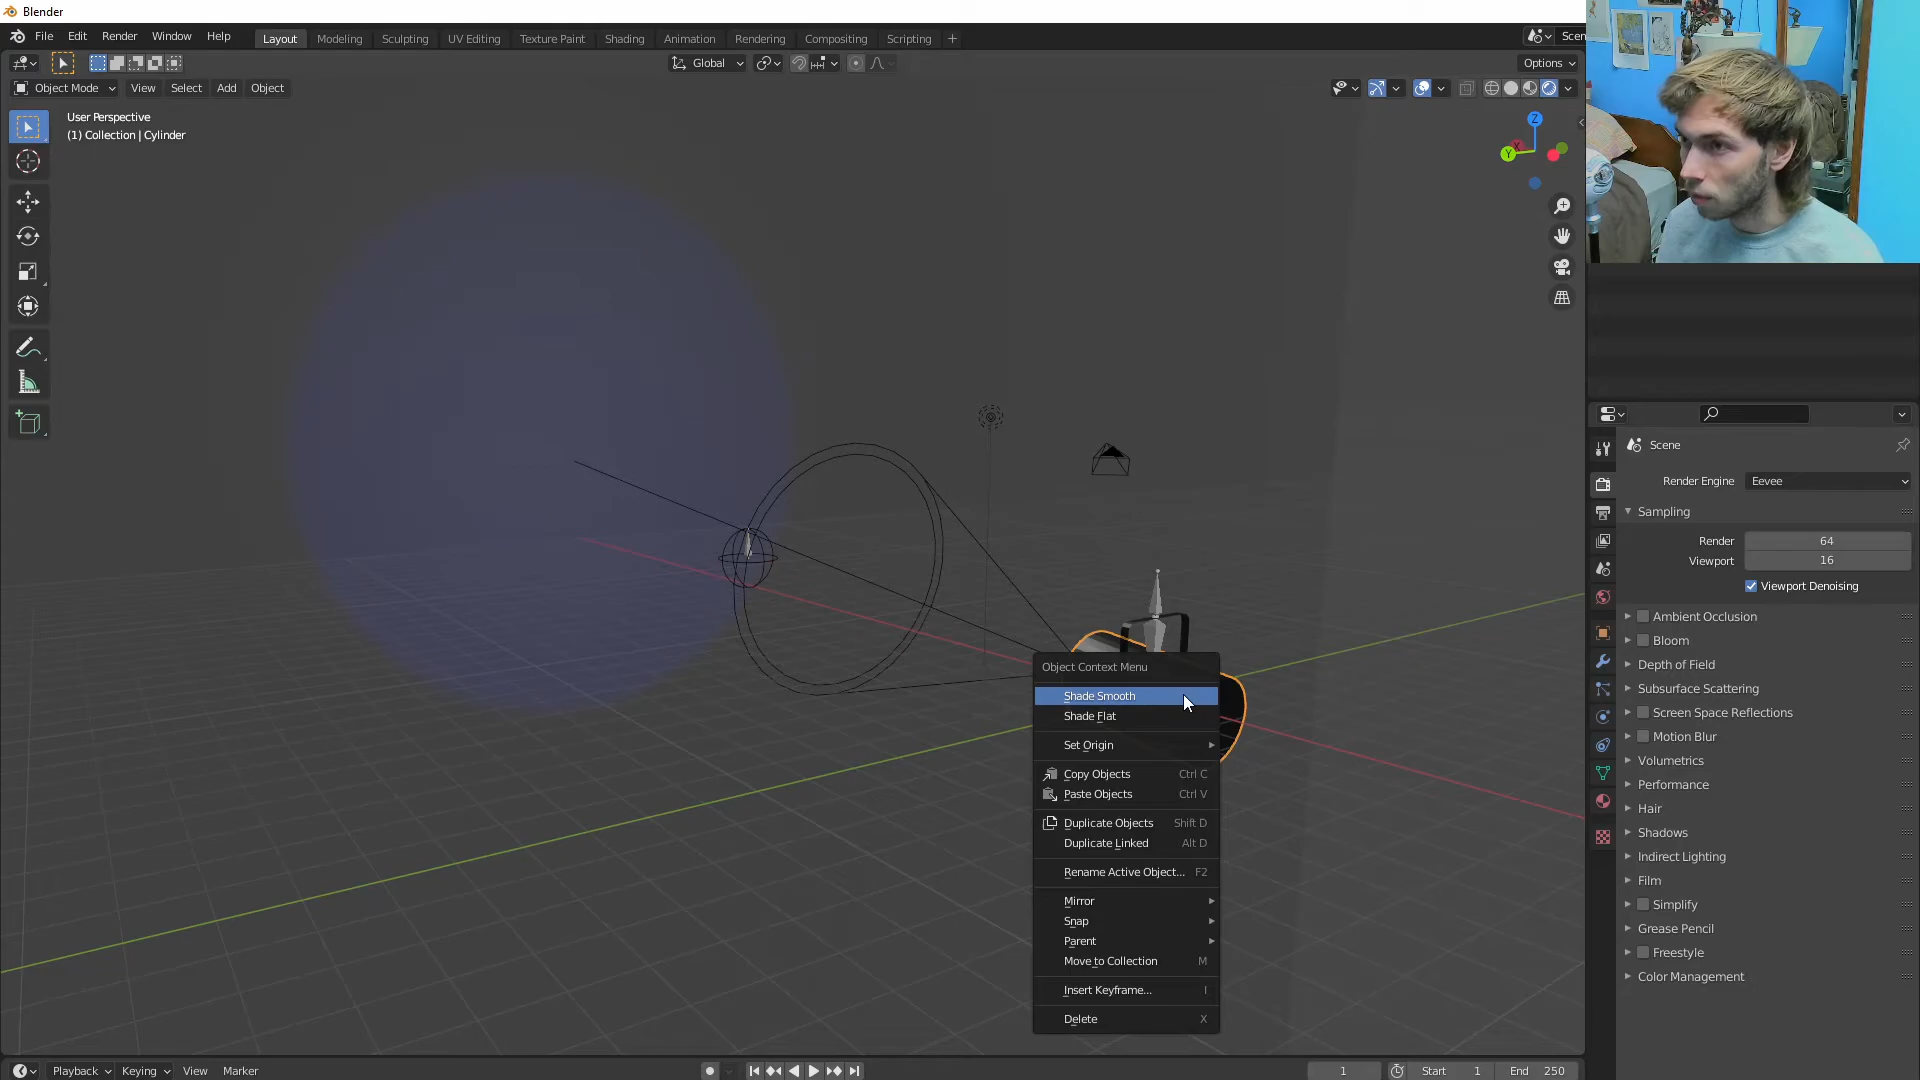 Blender
File Edit Render Window Help
Layout Modeling Sculpting UV Editing Texture Paint Shading Animation Rendering Compositing Scripting +
Scen
Global
Options
Object Mode View Select Add Object
User Perspective
(1) Collection | Cylinder
Z
X
Y
Scene
Render Engine Eevee
Sampling
Render 64
Viewport 16
Viewport Denoising
Ambient Occlusion
Bloom
Depth of Field
Subsurface Scattering
Screen Space Reflections
Motion Blur
Volumetrics
Performance
Hair
Shadows
Indirect Lighting
Film
Simplify
Grease Pencil
Freestyle
Color Management
Object Context Menu
Shade Smooth
Shade Flat
Set Origin
Copy Objects Ctrl C
Paste Objects Ctrl V
Duplicate Objects Shift D
Duplicate Linked Alt D
Rename Active Object... F2
Mirror
Snap
Parent
Move to Collection M
Insert Keyframe... I
Delete X
Playback Keying View Marker
1 Start 1 End 250